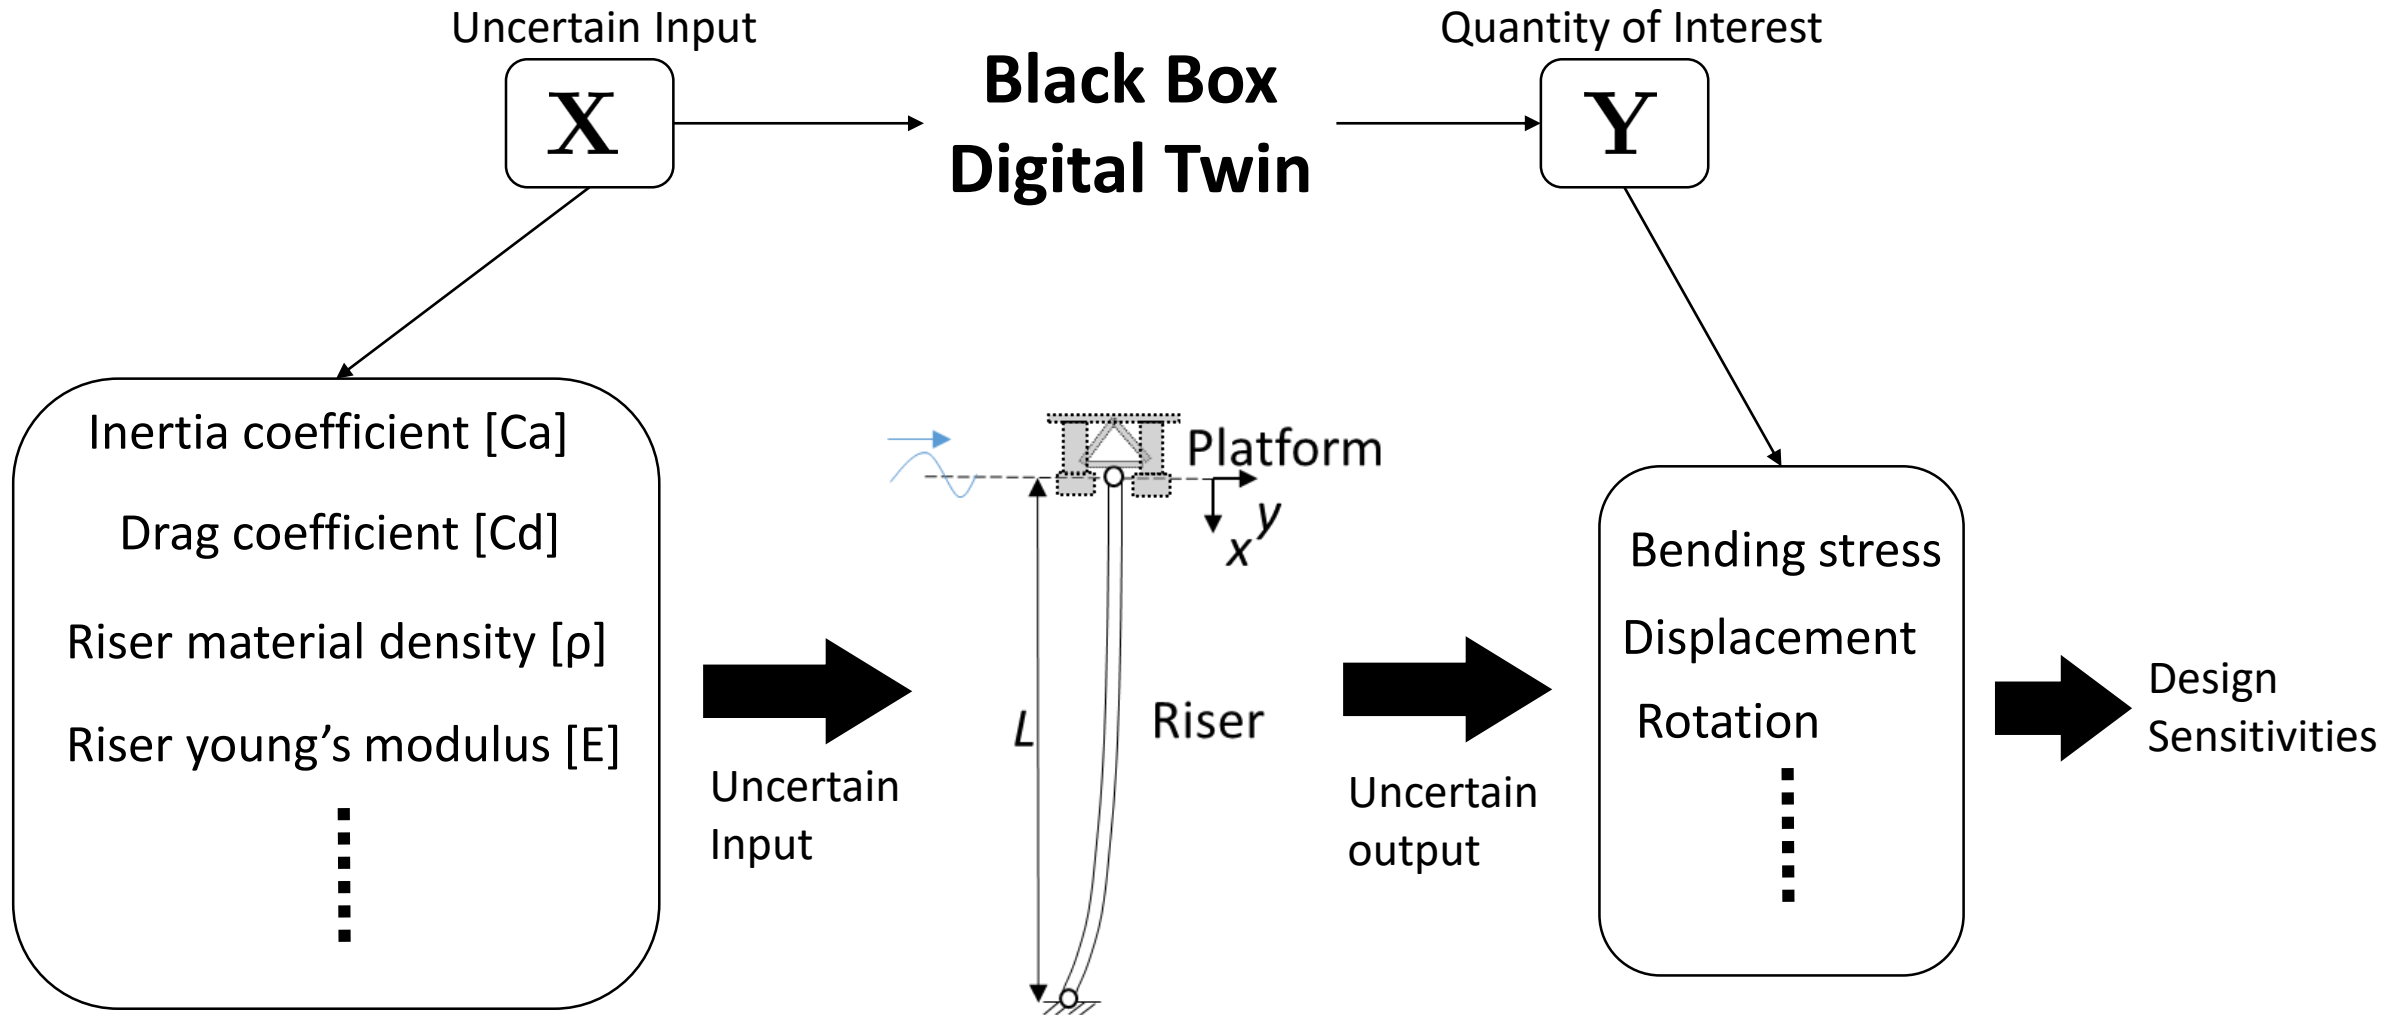 Uncertain Input
X
Black Box
Digital Twin
Quantity of Interest
Y
Inertia coefficient [Ca]
Drag coefficient [Cd]
Riser material density [ρ]
Riser young’s modulus [E]
Uncertain
Input
Platform
y
x
L
Riser
Uncertain
output
Bending stress
Displacement
Rotation
Design
Sensitivities